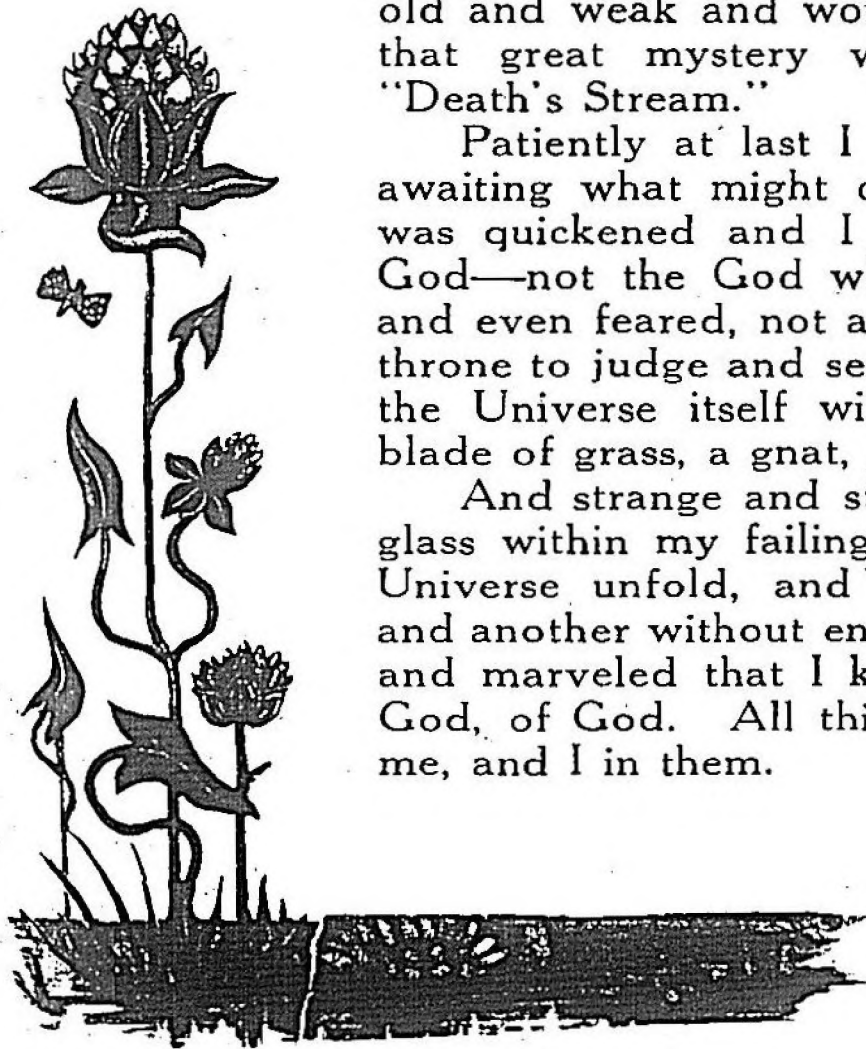 old and weak and wo
that great mystery
"Death's Stream."
Patiently at last I
awaiting what might
was quickened and I
God—not the God w
and even feared, not a
throne to judge and se
the Universe itself wi
blade of grass, a gnat,
And strange and s
glass within my failing
Universe unfold, and
and another without en
and marveled that I k
God, of God. All thi
me, and I in them.